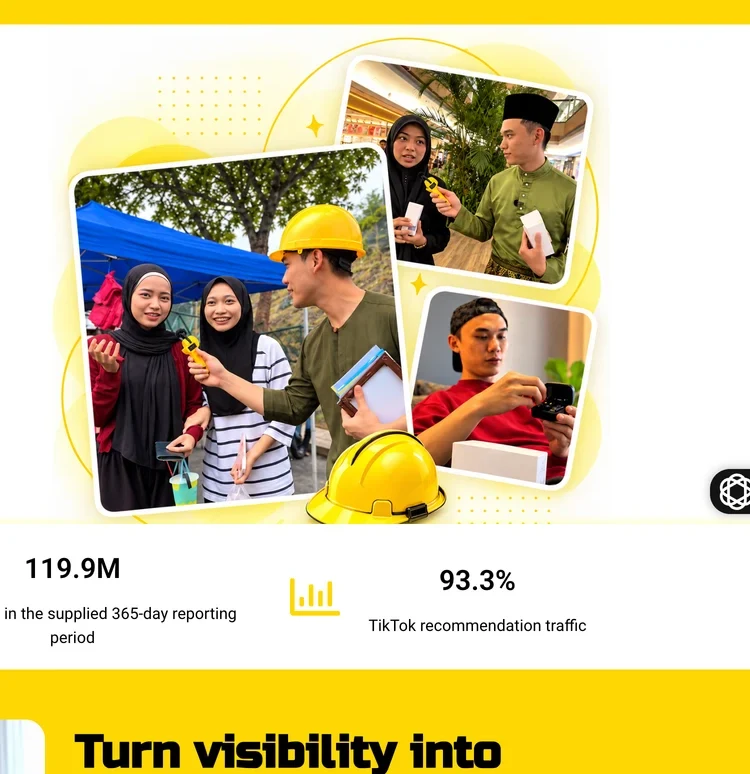 119.9M
in the supplied 365-day reporting
period
93.3%
TikTok recommendation traffic
Turn visibility into